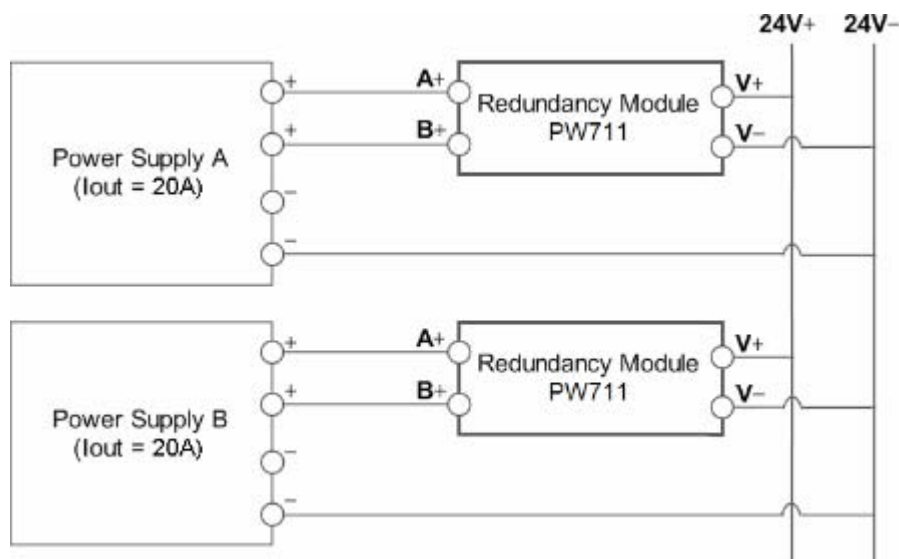 24V+ 24V−
Power Supply A
(Iout = 20A)
+
+
−
−
A+
B+
Redundancy Module
PW711
V+
V−
Power Supply B
(Iout = 20A)
+
+
−
−
A+
B+
Redundancy Module
PW711
V+
V−